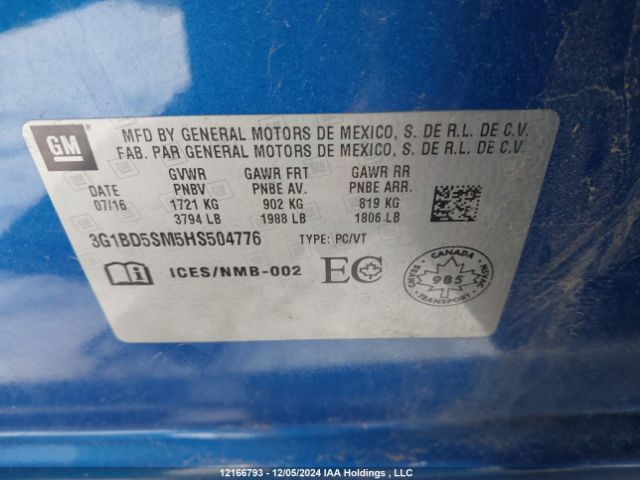 GM
MFD BY GENERAL MOTORS DE MEXICO, S. DE R.L. DE C.V.
FAB. PAR GENERAL MOTORS DE MEXICO, S. DE R.L. DE C.V.
GVWR GAWR FRT GAWR RR
DATE PNBV PNBE AV. PNBE ARR.
07/16 1721 KG 902 KG 819 KG
3794 LB 1988 LB 1806 LB
3G1BD5SM5HS504776 TYPE: PC/VT
ICES/NMB-002 EC
CANADA
985
TRANSPORT
12166793 - 12/05/2024 IAA Holdings , LLC